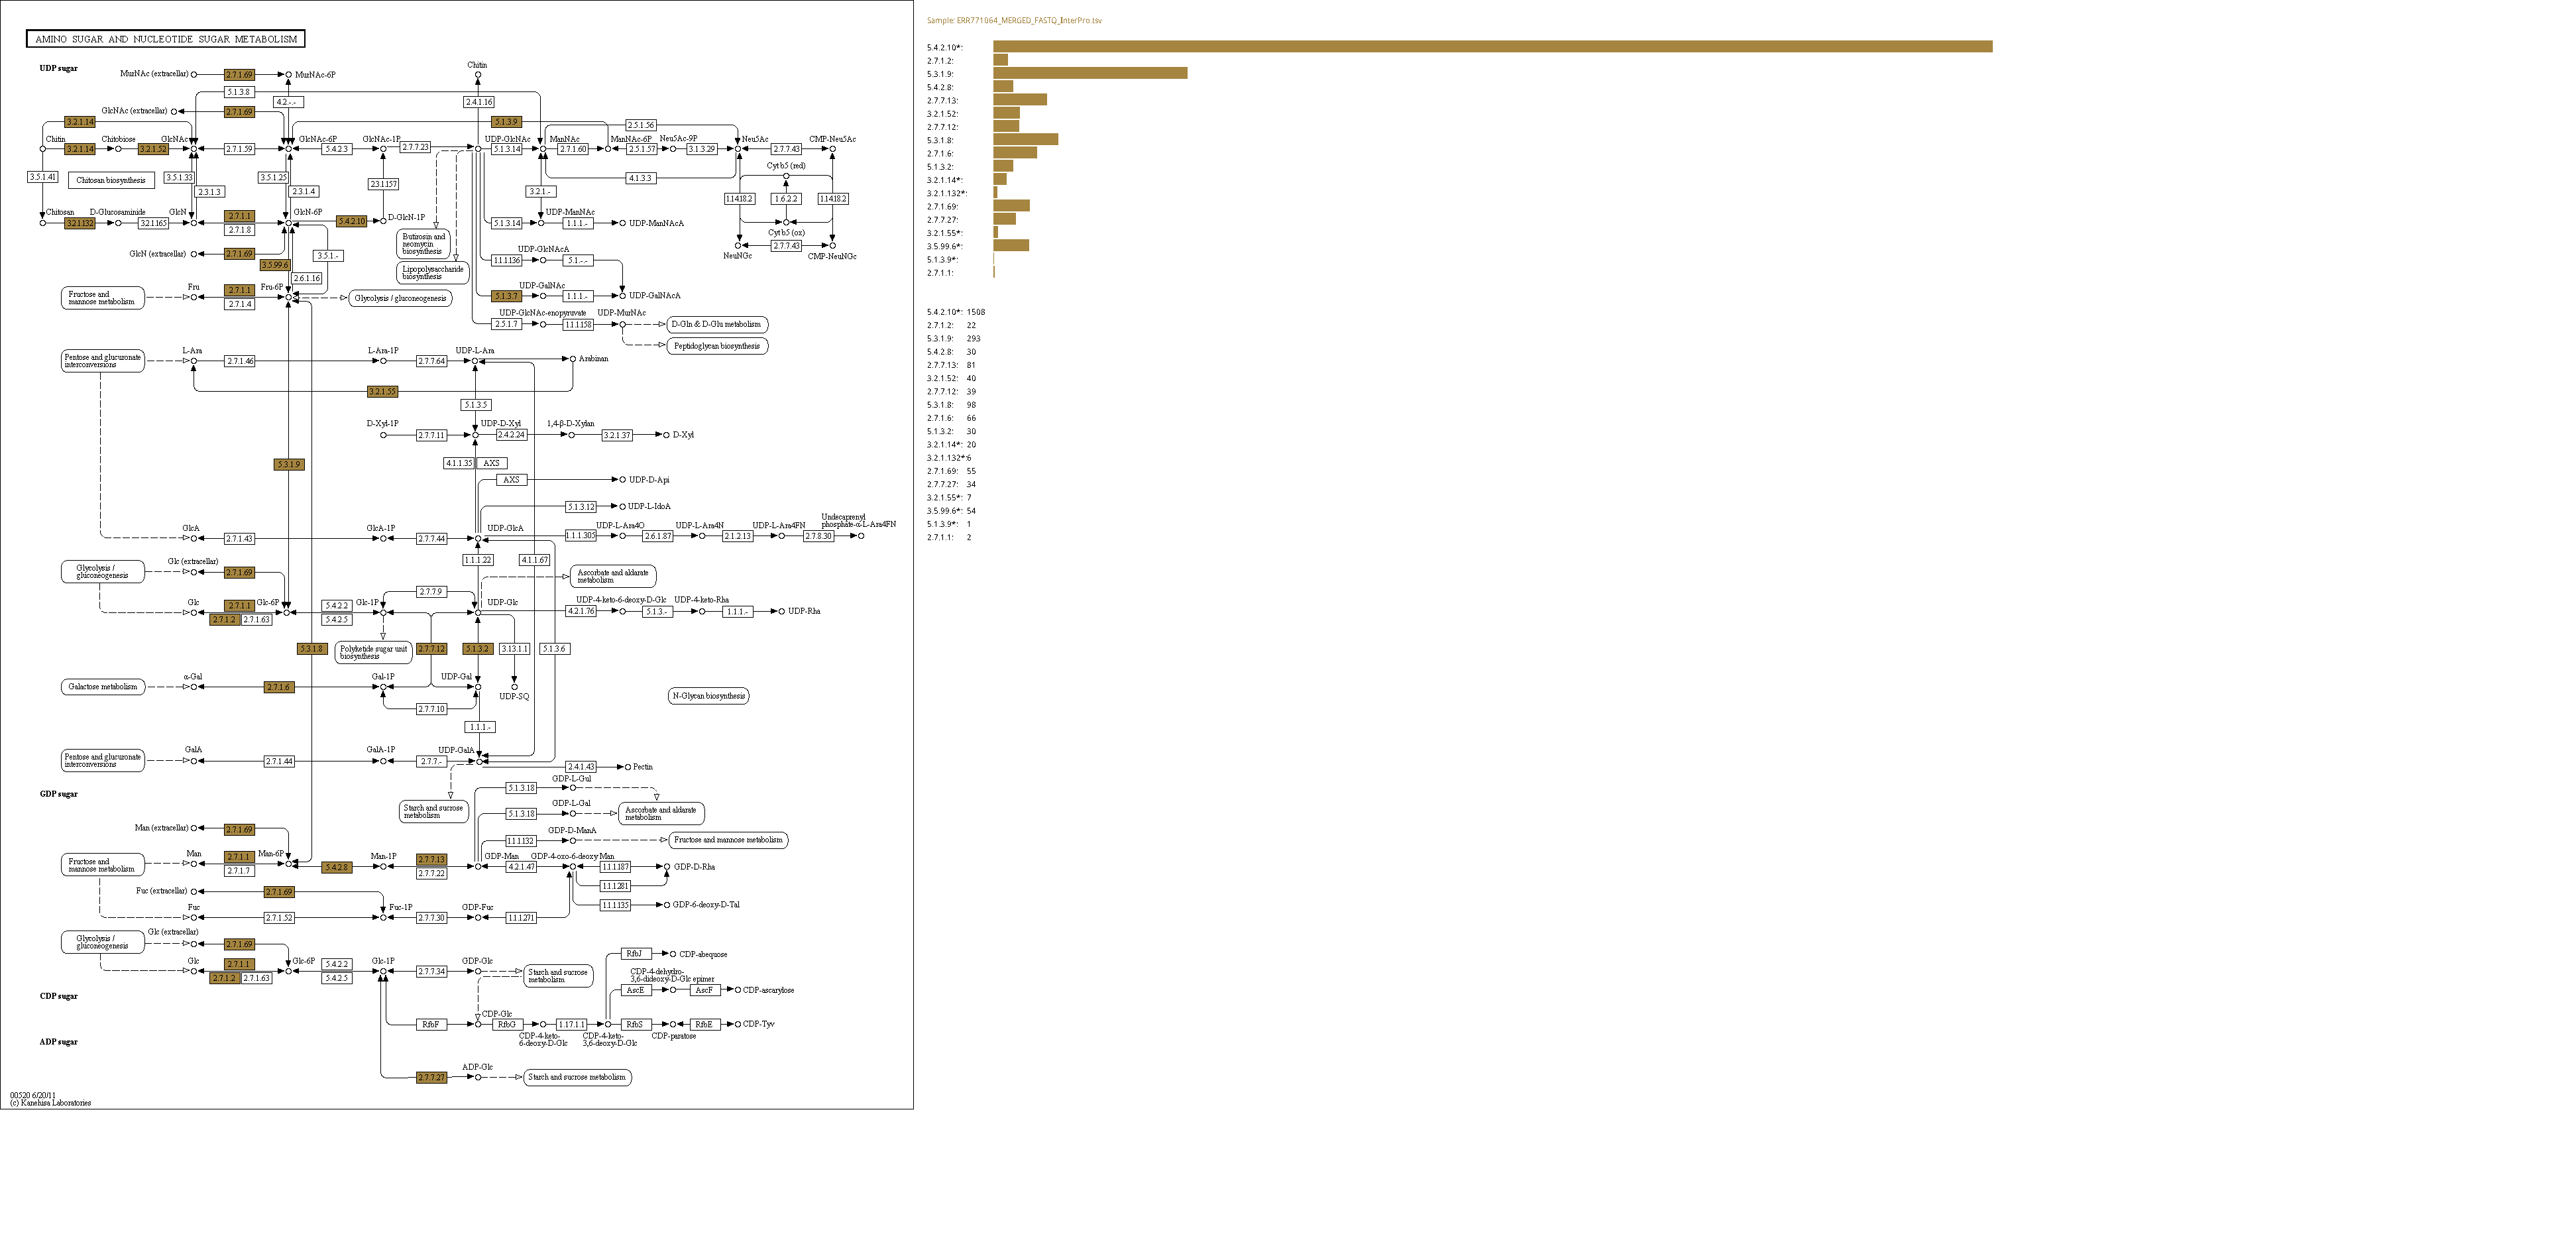 AMINO SUGAR AND NUCLEOTIDE SUGAR METABOLISM
UDP sugar
MurNAc (extracellar) 2.7.1.69 MurNAc-6P
Chitin
5.1.3.8
4.2.-.-
2.4.1.16
GlcNAc (extracellar) 2.7.1.69
3.2.1.14
5.1.3.9
2.5.1.56
Chitin Chitobiose GlcNAc GlcNAc-6P GlcNAc-1P UDP-GlcNAc ManNAc ManNAc-6P Neu5Ac-9P Neu5Ac CMP-Neu5Ac
3.2.1.14 3.2.1.52 2.7.1.59 5.4.2.3 2.7.7.23 5.1.3.14 2.7.1.60 2.5.1.57 3.1.3.29 2.7.7.43
Cytb5 (red)
3.5.1.41 Chitosan biosynthesis 3.5.1.33 3.5.1.25 4.1.3.3
2.3.1.3 2.3.1.4 2.3.1.157 3.2.1.-
1.14.18.2 1.6.2.2 1.14.18.2
Chitosan D-Glucosaminide GlcN GlcN-6P D-GlcN-1P UDP-ManNAc
3.2.1.132 3.2.1.165 2.7.1.1 5.4.2.10 5.1.3.14 1.1.1.- UDP-ManNAcA
2.7.1.8
Cytb5 (ox)
Butirosin and
neomycin
biosynthesis
2.7.7.43
NeuNGc CMP-NeuNGc
GlcN (extracellar) 2.7.1.69
3.5.1.-
UDP-GlcNAcA
1.1.1.136 5.1.-.-
3.5.99.6
2.6.1.16
Lipopolysaccharide
biosynthesis
Fructose and
mannose metabolism
Fru 2.7.1.1 Fru-6P
2.7.1.4
Glycolysis / gluconeogenesis
UDP-GalNAc
5.1.3.7 1.1.1.- UDP-GalNAcA
UDP-GlcNAc-enopyruvate UDP-MurNAc
2.5.1.7 1.1.1.158 D-Gln & D-Glu metabolism
Peptidoglycan biosynthesis
Pentose and glucuronate
interconversions
L-Ara L-Ara-1P UDP-L-Ara
2.7.1.46 2.7.7.64 Arabinan
3.2.1.55
5.1.3.5
D-Xyl-1P UDP-D-Xyl 1,4-β-D-Xylan
2.7.7.11 2.4.2.24 3.2.1.37 D-Xyl
5.3.1.9 4.1.1.35 AXS
AXS UDP-D-Api
5.1.3.12 UDP-L-IdoA
GlcA GlcA-1P UDP-GlcA UDP-L-Ara4O UDP-L-Ara4N UDP-L-Ara4FN
Undecaprenyl
phosphate-α-L-Ara4FN
2.7.1.43 2.7.7.44 1.1.1.305 2.6.1.87 2.1.2.13 2.7.8.30
1.1.1.22 4.1.1.67
Glycolysis /
gluconeogenesis
Glc (extracellar)
2.7.1.69
Ascorbate and aldarate
metabolism
2.7.7.9
Glc 2.7.1.1 Glc-6P 5.4.2.2 Glc-1P UDP-Glc UDP-4-keto-6-deoxy-D-Glc UDP-4-keto-Rha
4.2.1.76 5.1.3.- 1.1.1.- UDP-Rha
2.7.1.2 2.7.1.63 5.4.2.5
5.3.1.8
Polyketide sugar unit
biosynthesis
2.7.7.12 5.1.3.2 3.13.1.1 5.1.3.6
Galactose metabolism
α-Gal 2.7.1.6 Gal-1P UDP-Gal
UDP-SQ
N-Glycan biosynthesis
2.7.7.10
1.1.1.-
Pentose and glucuronate
interconversions
GalA GalA-1P UDP-GalA
2.7.1.44 2.7.7.- 2.4.1.43 Pectin
GDP sugar
GDP-L-Gul
5.1.3.18
Starch and sucrose
metabolism
GDP-L-Gal
5.1.3.18
Ascorbate and aldarate
metabolism
Man (extracellar) 2.7.1.69
GDP-D-ManA
1.1.1.132 Fructose and mannose metabolism
Fructose and
mannose metabolism
Man 2.7.1.1 Man-6P Man-1P 2.7.7.13 GDP-Man GDP-4-oxo-6-deoxy Man
2.7.1.7 5.4.2.8 2.7.7.22 4.2.1.47 1.1.1.187 GDP-D-Rha
1.1.1.281
Fuc (extracellar) 2.7.1.69
1.1.1.135 GDP-6-deoxy-D-Tal
Fuc Fuc-1P GDP-Fuc
2.7.1.52 2.7.7.30 1.1.1.271
Glycolysis /
gluconeogenesis
Glc (extracellar)
2.7.1.69
RfbJ CDP-abequose
Glc 2.7.1.1 Glc-6P 5.4.2.2 Glc-1P GDP-Glc
2.7.7.34
Starch and sucrose
metabolism
2.7.1.2 2.7.1.63 5.4.2.5
CDP-4-dehydro-
3,6-dideoxy-D-Glc epimer
AscE AscF CDP-ascarylose
CDP sugar
CDP-Glc
RfbF RfbG 1.17.1.1 RfbS RfbE CDP-Tyv
CDP-4-keto-
6-deoxy-D-Glc
CDP-4-keto-
3,6-deoxy-D-Glc
CDP-paratose
ADP sugar
ADP-Glc
2.7.7.27 Starch and sucrose metabolism
00520 6/20/11
(c) Kanehisa Laboratories
Sample: ERR771064_MERGED_FASTQ_InterPro.tsv
5.4.2.10*:
2.7.1.2:
5.3.1.9:
5.4.2.8:
2.7.7.13:
3.2.1.52:
2.7.7.12:
5.3.1.8:
2.7.1.6:
5.1.3.2:
3.2.1.14*:
3.2.1.132*:
2.7.1.69:
2.7.7.27:
3.2.1.55*:
3.5.99.6*:
5.1.3.9*:
2.7.1.1:
5.4.2.10*: 1508
2.7.1.2: 22
5.3.1.9: 293
5.4.2.8: 30
2.7.7.13: 81
3.2.1.52: 40
2.7.7.12: 39
5.3.1.8: 98
2.7.1.6: 66
5.1.3.2: 30
3.2.1.14*: 20
3.2.1.132*: 6
2.7.1.69: 55
2.7.7.27: 34
3.2.1.55*: 7
3.5.99.6*: 54
5.1.3.9*: 1
2.7.1.1: 2